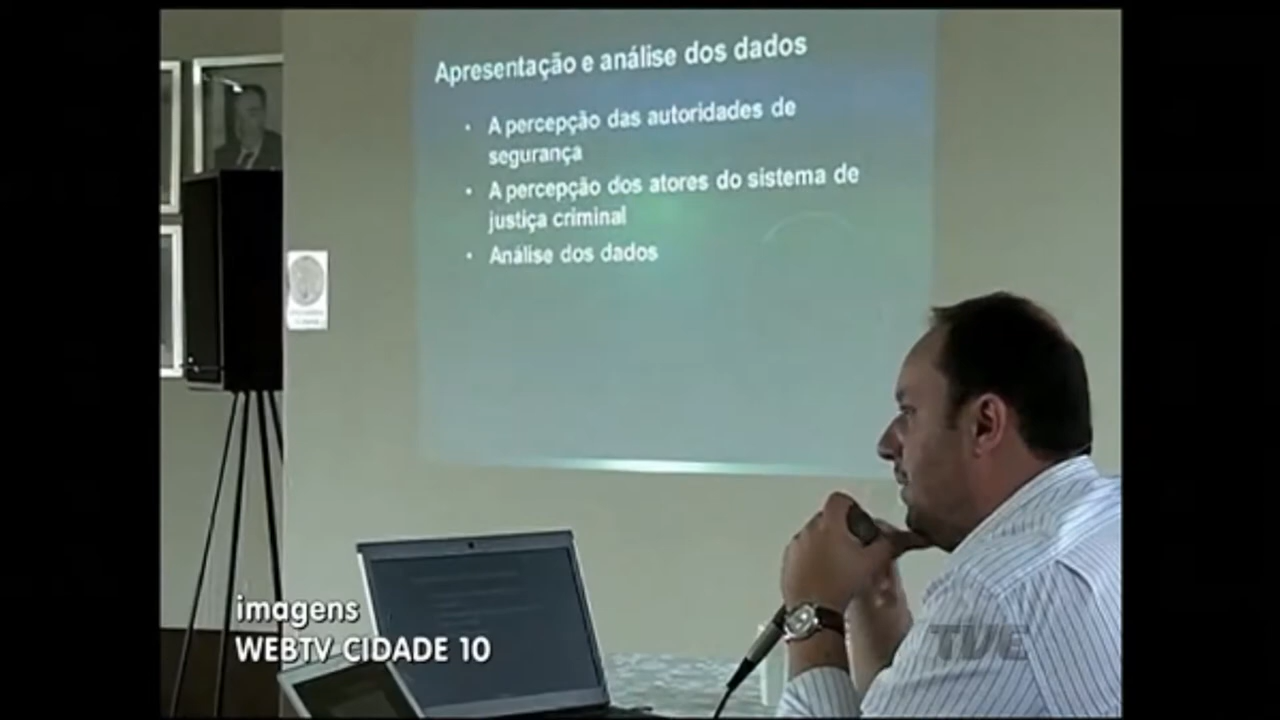 Apresentação e análise dos dados
• A percepção das autoridades de
segurança
• A percepção dos atores do sistema de
justiça criminal
• Análise dos dados
imagens
WEBTV CIDADE 10
TVE